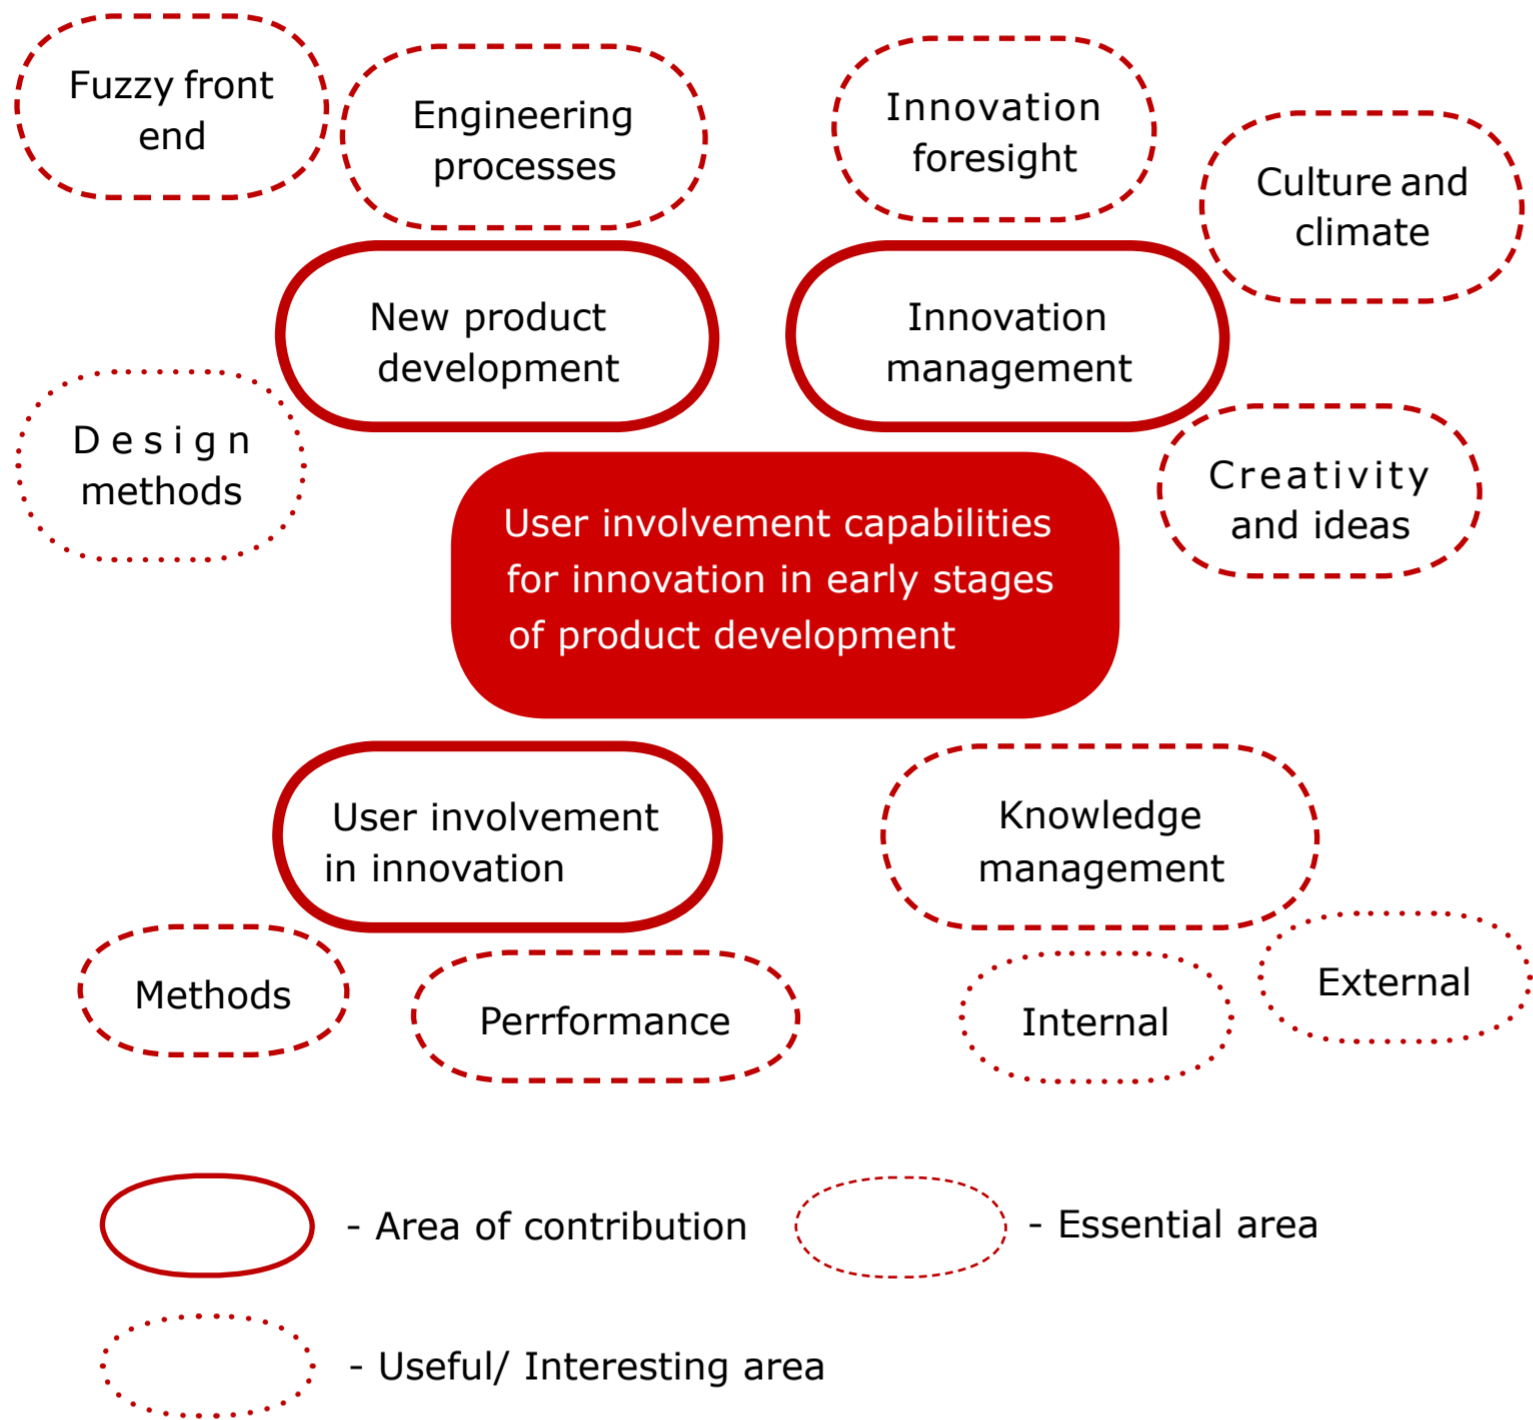 Fuzzy front
end
Engineering
processes
Innovation
foresight
Culture and
climate
New product
development
Innovation
management
Design
methods
Creativity
and ideas
User involvement capabilities
for innovation in early stages
of product development
User involvement
in innovation
Knowledge
management
Methods
Perrformance
Internal
External
- Area of contribution
- Essential area
- Useful/ Interesting area